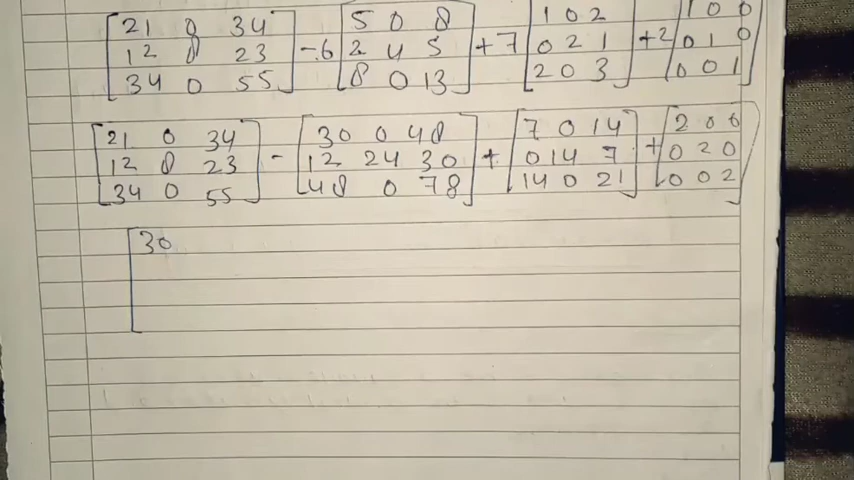 [21 0 34] [5 0 8] [1 0 2] [1 0 0]
[12 8 23] -6 [2 4 5] +7 [0 2 1] +2 [0 1 0]
[34 0 55] [8 0 13] [2 0 3] [0 0 1]
[21 0 34] [30 0 48] [7 0 14] [2 0 0]
[12 8 23] - [12 24 30] + [0 14 7] + [0 2 0]
[34 0 55] [48 0 78] [14 0 21] [0 0 2]
[30